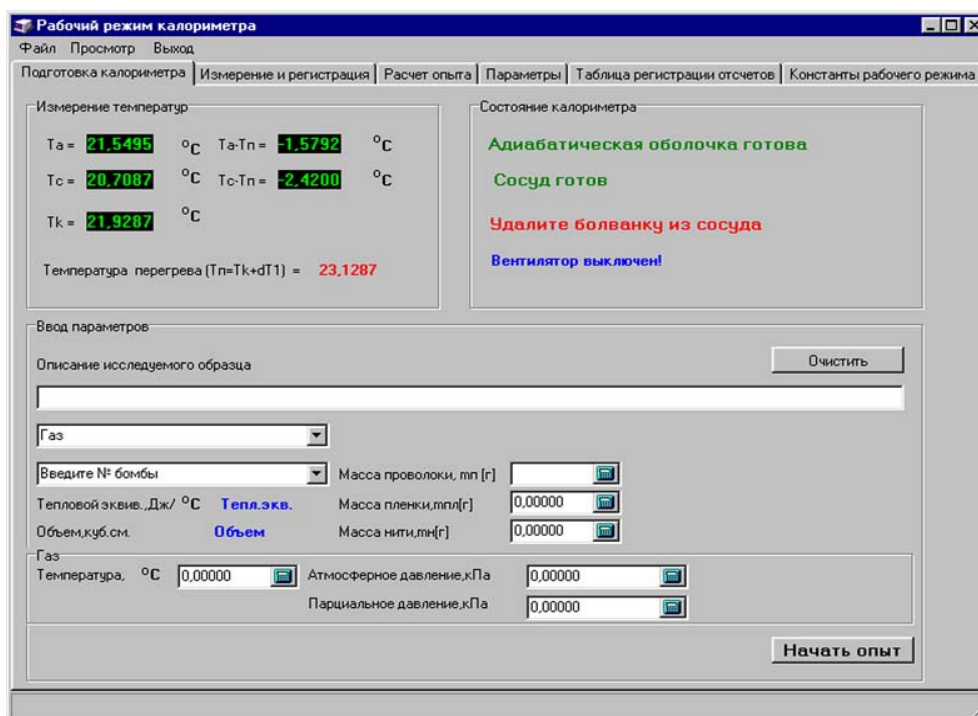 Рабочий режим калориметра
Файл Просмотр Выход
Подготовка калориметра Измерение и регистрация Расчет опыта Параметры Таблица регистрации отсчетов Константы рабочего режима
Измерение температур
Ta = 21,5495 °C Ta-Tп = -1,5792 °C
Tc = 20,7087 °C Tc-Tп = -2,4200 °C
Tk = 21,9287 °C
Температура перегрева (Tп=Tk+dT1) = 23,1287
Состояние калориметра
Адиабатическая оболочка готова
Сосуд готов
Удалите болванку из сосуда
Вентилятор выключен!
Ввод параметров
Описание исследуемого образца Очистить
Газ
Введите № бомбы Масса проволоки, mп [г]
Тепловой эквив.,Дж/ °C Тепл.экв. Масса пленки,mпл[г] 0,00000
Объем,куб.см. Объем Масса нити,mн[г] 0,00000
Газ
Температура, °C 0,00000 Атмосферное давление,кПа 0,00000
Парциальное давление,кПа 0,00000
Начать опыт